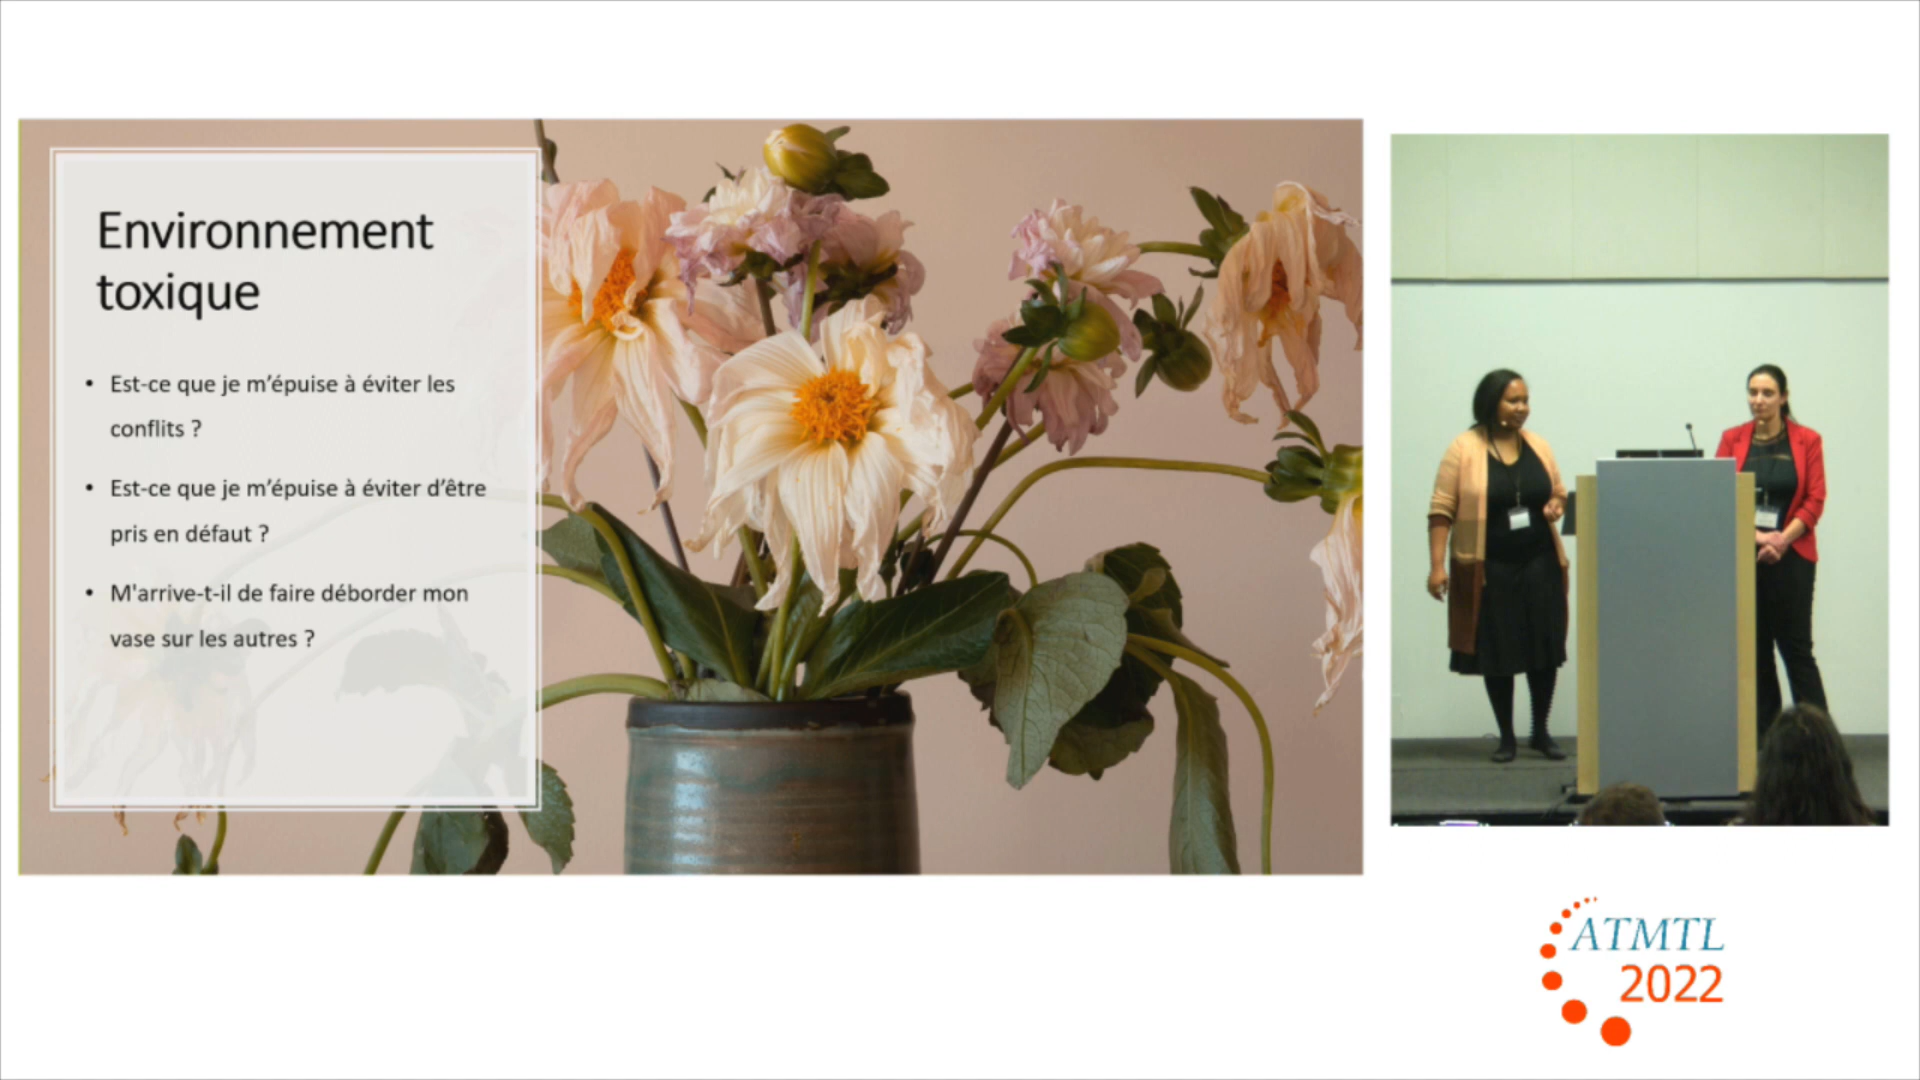 Environnement
toxique
• Est-ce que je m’épuise à éviter les
conflits ?
• Est-ce que je m’épuise à éviter d’être
pris en défaut ?
• M'arrive-t-il de faire déborder mon
vase sur les autres ?
ATMTL
2022